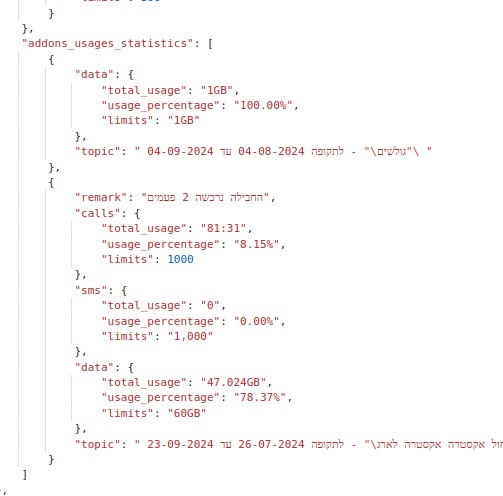 }
},
"addons_usages_statistics": [
{
"data": {
"total_usage": "1GB",
"usage_percentage": "100.00%",
"limits": "1GB"
},
"topic": " \"גולשים\" - לתקופה 04-08-2024 עד 04-09-2024 "
},
{
"remark": "החבילה נרכשה 2 פעמים",
"calls": {
"total_usage": "81:31",
"usage_percentage": "8.15%",
"limits": 1000
},
"sms": {
"total_usage": "0",
"usage_percentage": "0.00%",
"limits": "1,000"
},
"data": {
"total_usage": "47.024GB",
"usage_percentage": "78.37%",
"limits": "60GB"
},
"topic": " חול אקסטרה אקסטרה לארג\" - לתקופה 26-07-2024 עד 23-09-2024
}
]
,